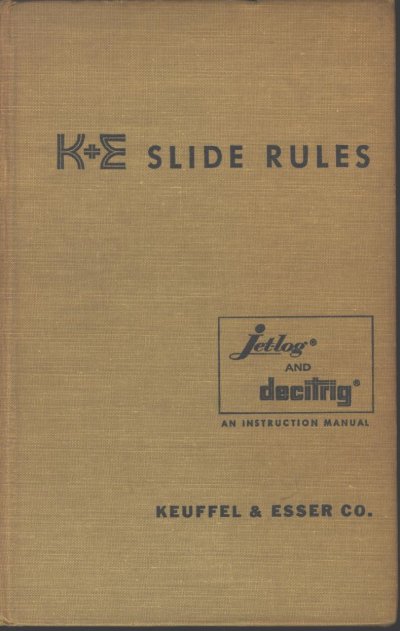 K+E SLIDE RULES
Jet-log®
AND
decitrig®
AN INSTRUCTION MANUAL
KEUFFEL & ESSER CO.